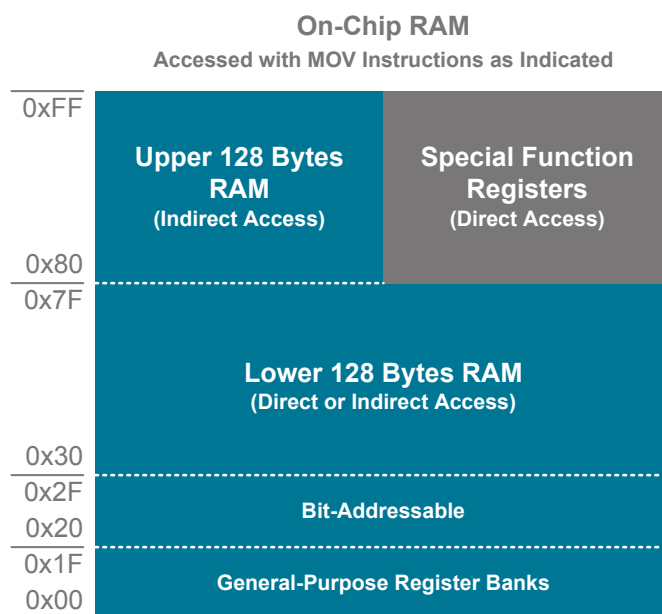 On-Chip RAM
Accessed with MOV Instructions as Indicated
0xFF
Upper 128 Bytes
RAM
(Indirect Access)
Special Function
Registers
(Direct Access)
0x80
0x7F
Lower 128 Bytes RAM
(Direct or Indirect Access)
0x30
0x2F
Bit-Addressable
0x20
0x1F
General-Purpose Register Banks
0x00